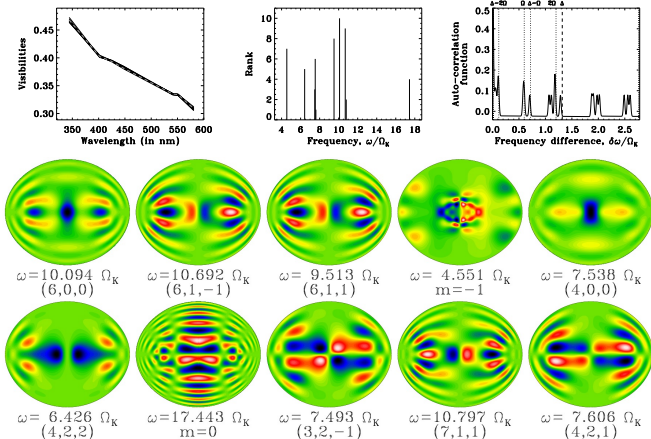 Δ-2Ω Ω Δ-Ω 2Ω Δ
0.45
0.40
0.35
0.30
Visibilities
350 400 450 500 550 600
Wavelength (in nm)
10
8
6
4
2
0
Rank
4 6 8 10 12 14 16 18
Frequency, ω/Ω_K
0.5
0.4
0.3
0.2
0.1
0.0
Auto-correlation
function
0.0 0.5 1.0 1.5 2.0 2.5
Frequency difference, δω/Ω_K
ω=10.094 Ω_K ω=10.692 Ω_K ω= 9.513 Ω_K ω= 4.551 Ω_K ω= 7.538 Ω_K
(6,0,0) (6,1,-1) (6,1,1) m=-1 (4,0,0)
ω= 6.426 Ω_K ω=17.443 Ω_K ω= 7.493 Ω_K ω=10.797 Ω_K ω= 7.606 Ω_K
(4,2,2) m=0 (3,2,-1) (7,1,1) (4,2,1)